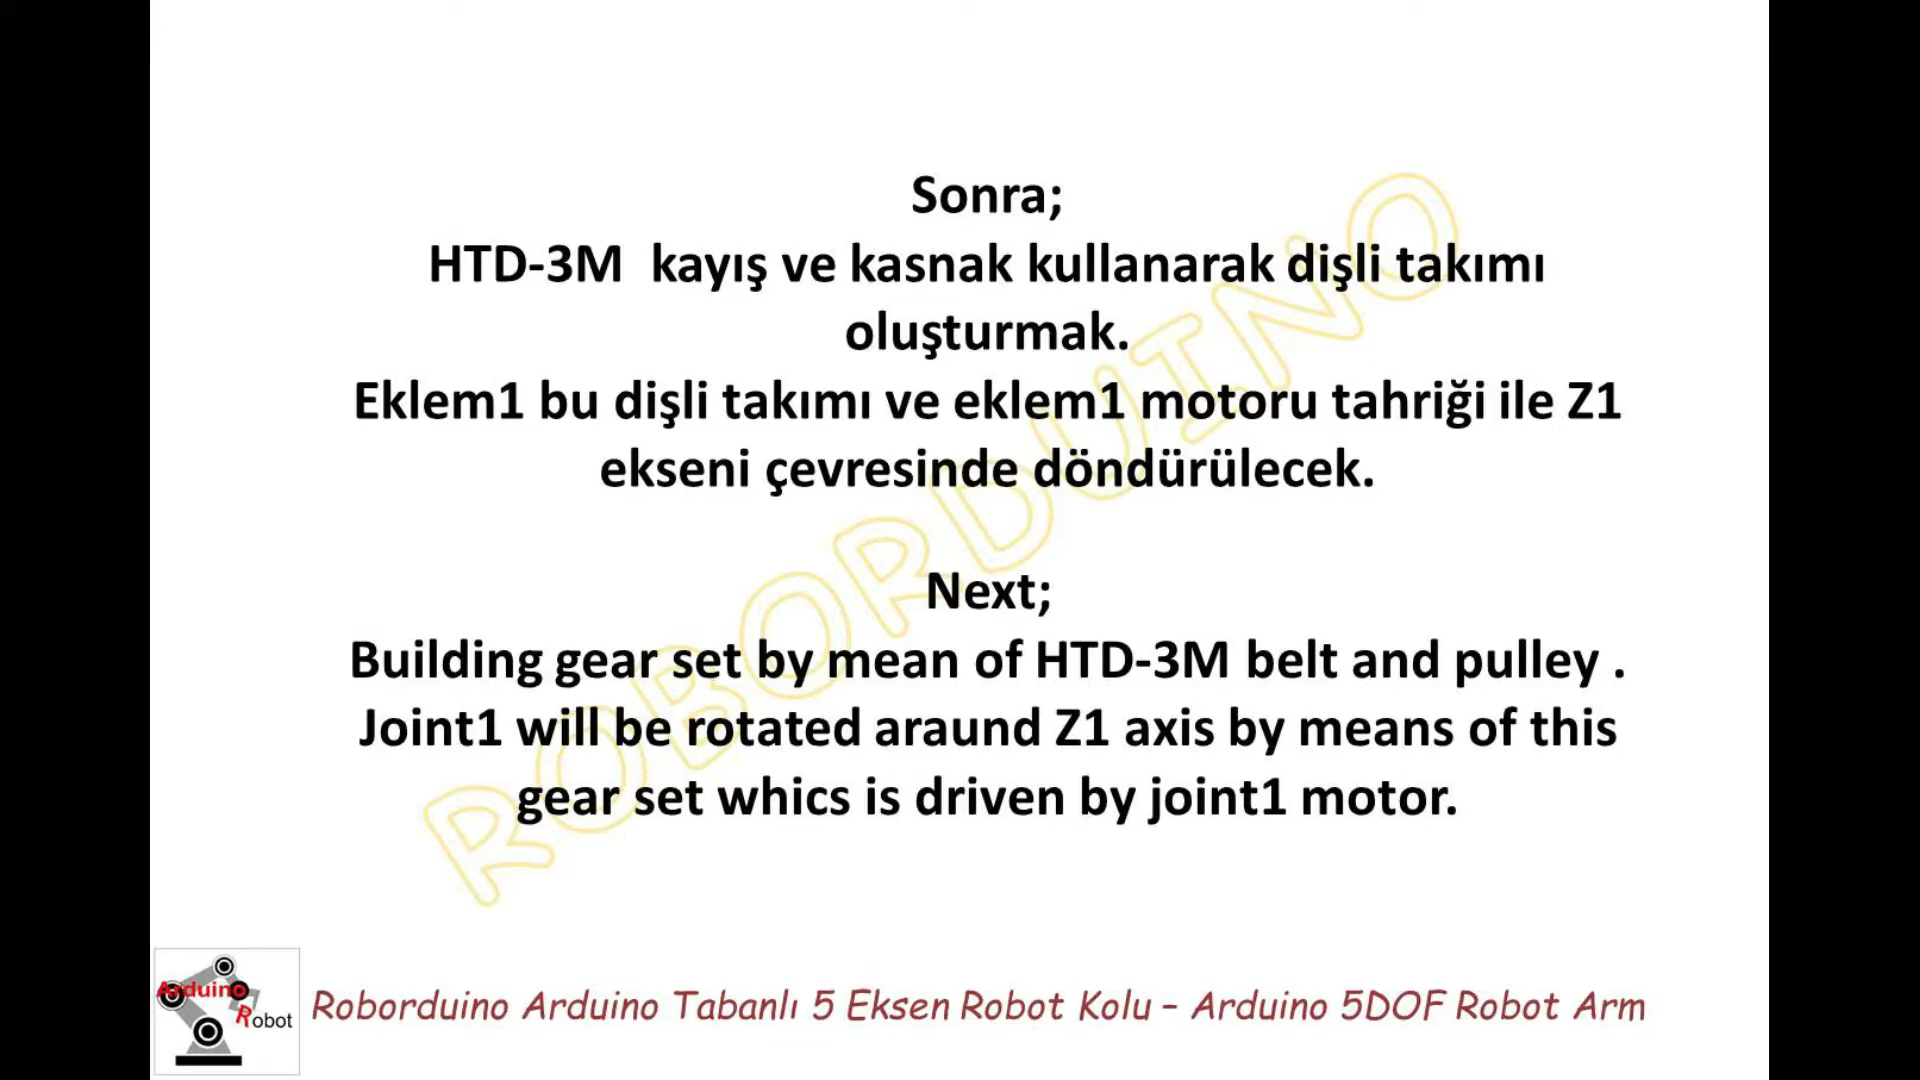 Sonra;
HTD-3M kayış ve kasnak kullanarak dişli takımı
oluşturmak.
Eklem1 bu dişli takımı ve eklem1 motoru tahriği ile Z1
ekseni çevresinde döndürülecek.
Next;
Building gear set by mean of HTD-3M belt and pulley .
Joint1 will be rotated araund Z1 axis by means of this
gear set whics is driven by joint1 motor.
ROBORDUINO
Arduino
Robot
Roborduino Arduino Tabanlı 5 Eksen Robot Kolu – Arduino 5DOF Robot Arm